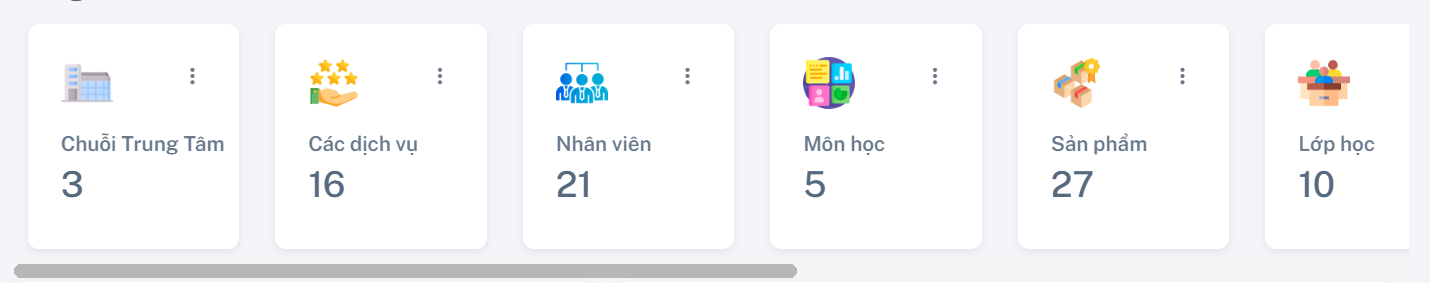 Chuỗi Trung Tâm
3
Các dịch vụ
16
Nhân viên
21
Môn học
5
Sản phẩm
27
Lớp học
10